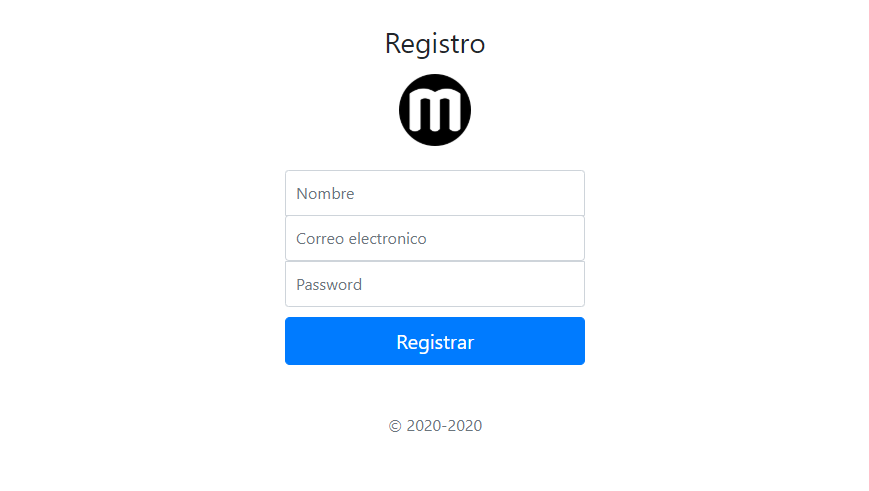 Registro
m
Nombre
Correo electronico
Password
Registrar
© 2020-2020